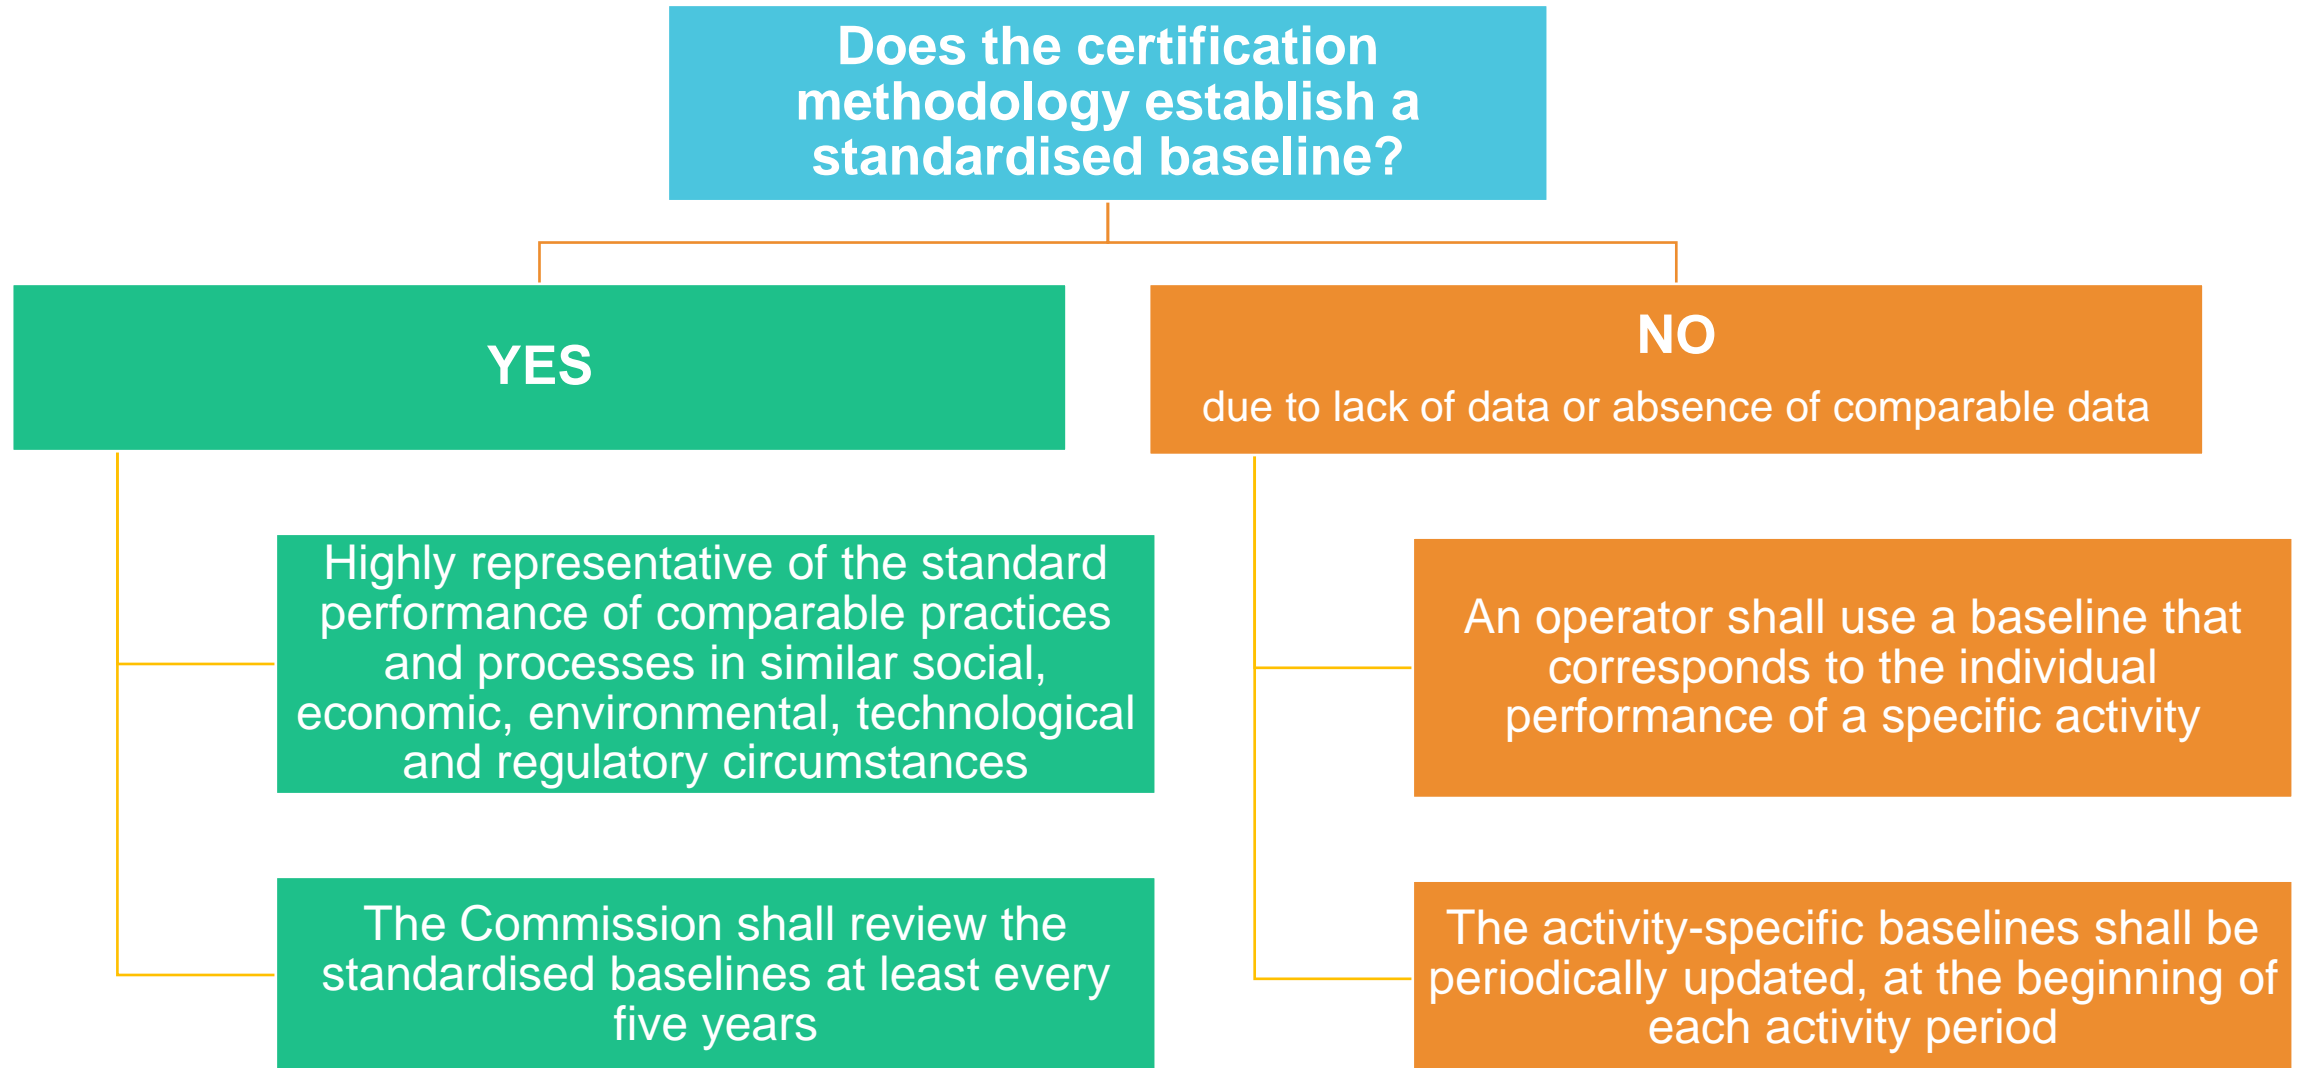 Does the certification
methodology establish a
standardised baseline?
YES
NO
due to lack of data or absence of comparable data
Highly representative of the standard
performance of comparable practices
and processes in similar social,
economic, environmental, technological
and regulatory circumstances
An operator shall use a baseline that
corresponds to the individual
performance of a specific activity
The Commission shall review the
standardised baselines at least every
five years
The activity-specific baselines shall be
periodically updated, at the beginning of
each activity period